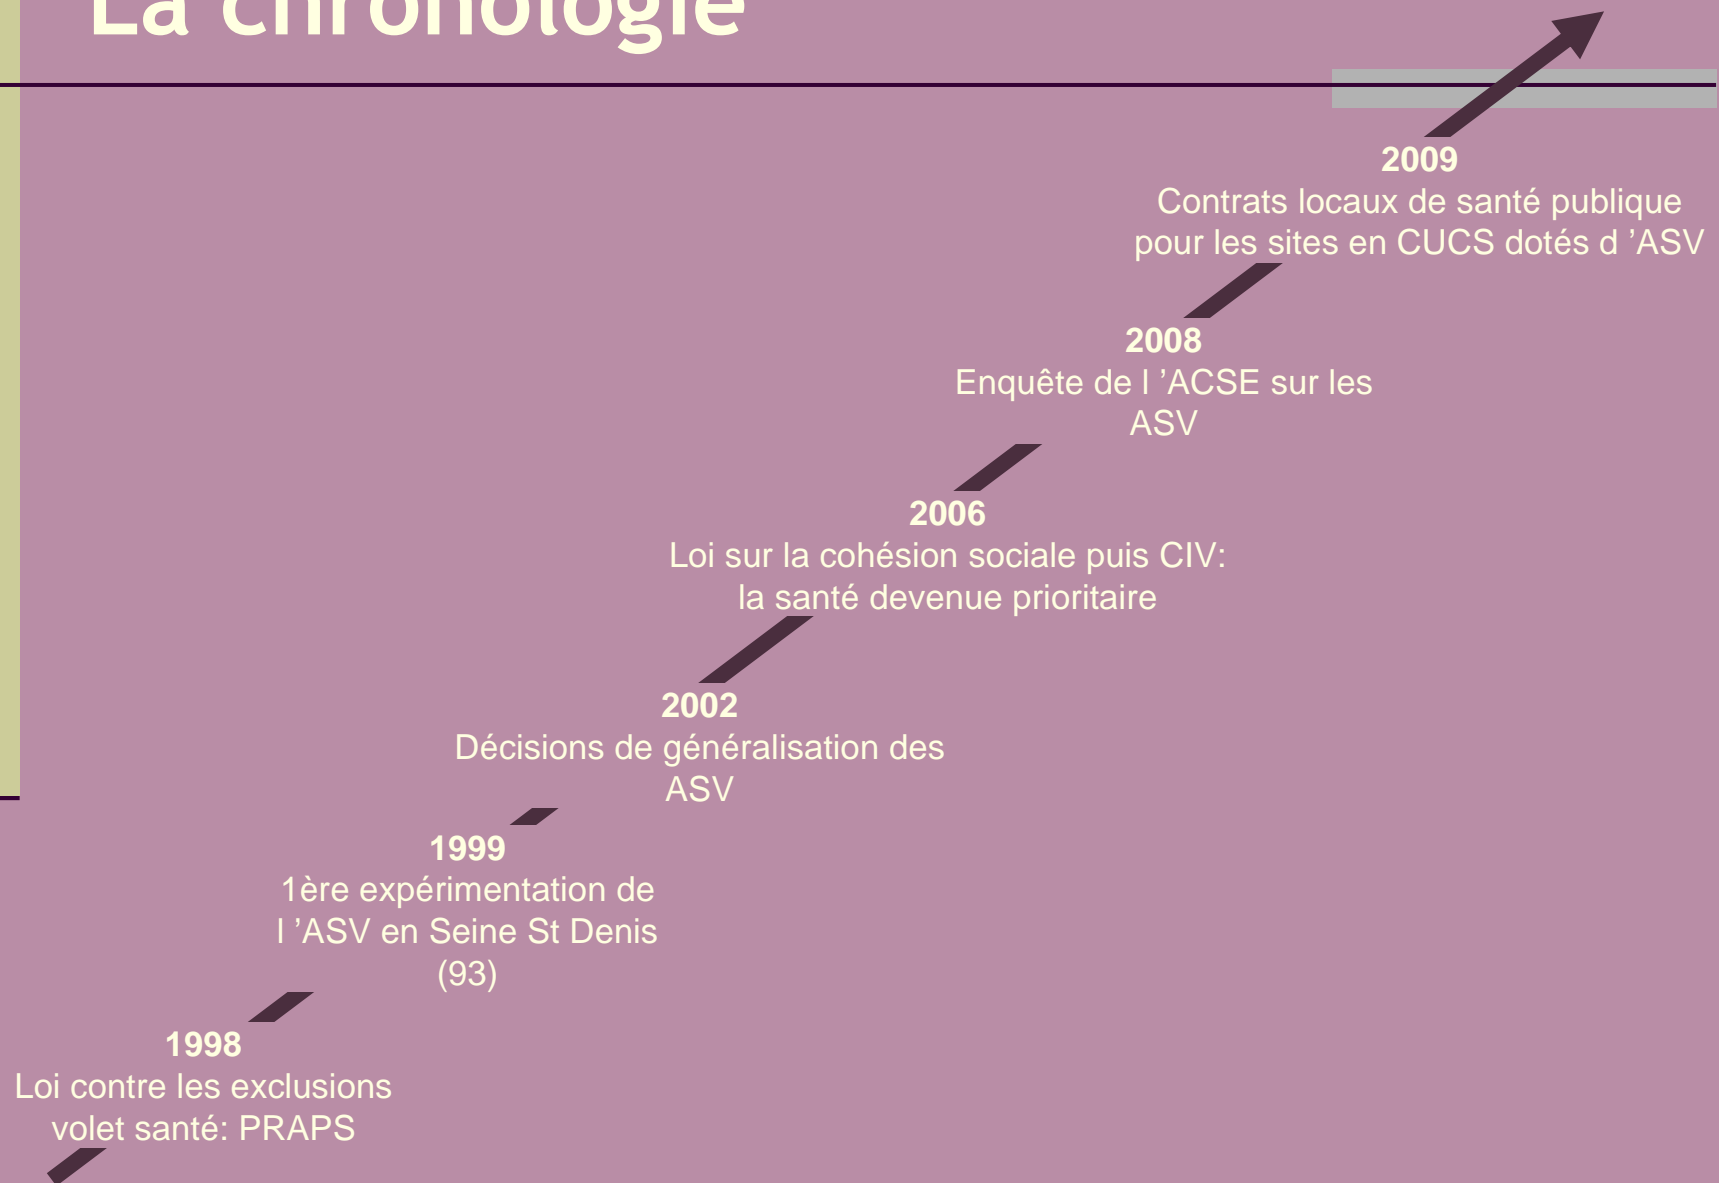 La chronologie
2009
Contrats locaux de santé publique
pour les sites en CUCS dotés d ’ASV
2008
Enquête de l ’ACSE sur les
ASV
2006
Loi sur la cohésion sociale puis CIV:
la santé devenue prioritaire
2002
Décisions de généralisation des
ASV
1999
1ère expérimentation de
l ’ASV en Seine St Denis
(93)
1998
Loi contre les exclusions
volet santé: PRAPS